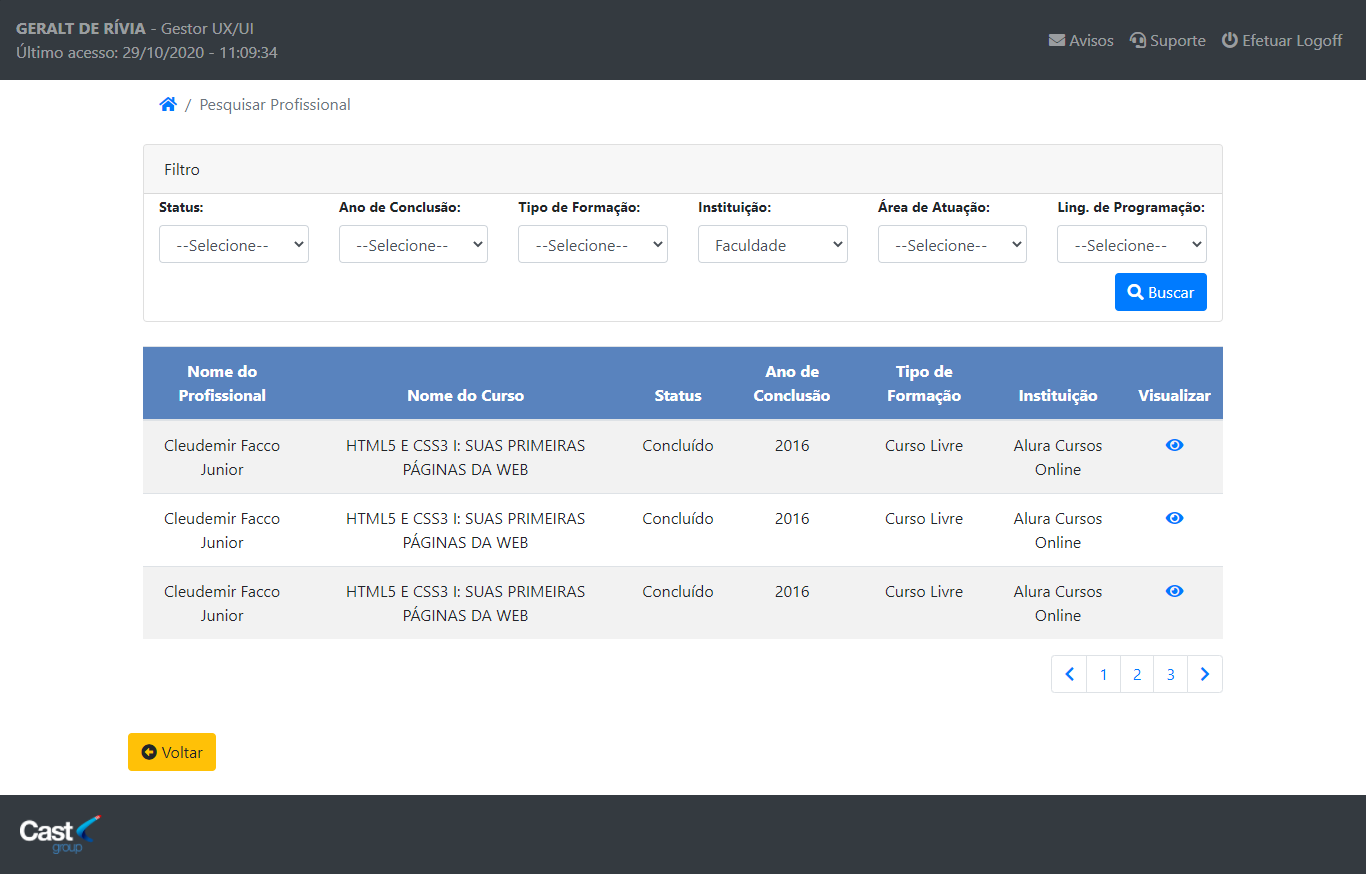 GERALT DE RÍVIA - Gestor UX/UI
Último acesso: 29/10/2020 - 11:09:34
Avisos Suporte Efetuar Logoff
/ Pesquisar Profissional
Filtro
Status: Ano de Conclusão: Tipo de Formação: Instituição: Área de Atuação: Ling. de Programação:
--Selecione-- --Selecione-- --Selecione-- Faculdade --Selecione-- --Selecione--
Buscar
Nome do Profissional Nome do Curso Status Ano de Conclusão Tipo de Formação Instituição Visualizar
Cleudemir Facco Junior HTML5 E CSS3 I: SUAS PRIMEIRAS PÁGINAS DA WEB Concluído 2016 Curso Livre Alura Cursos Online
Cleudemir Facco Junior HTML5 E CSS3 I: SUAS PRIMEIRAS PÁGINAS DA WEB Concluído 2016 Curso Livre Alura Cursos Online
Cleudemir Facco Junior HTML5 E CSS3 I: SUAS PRIMEIRAS PÁGINAS DA WEB Concluído 2016 Curso Livre Alura Cursos Online
1 2 3
Voltar
Cast
group